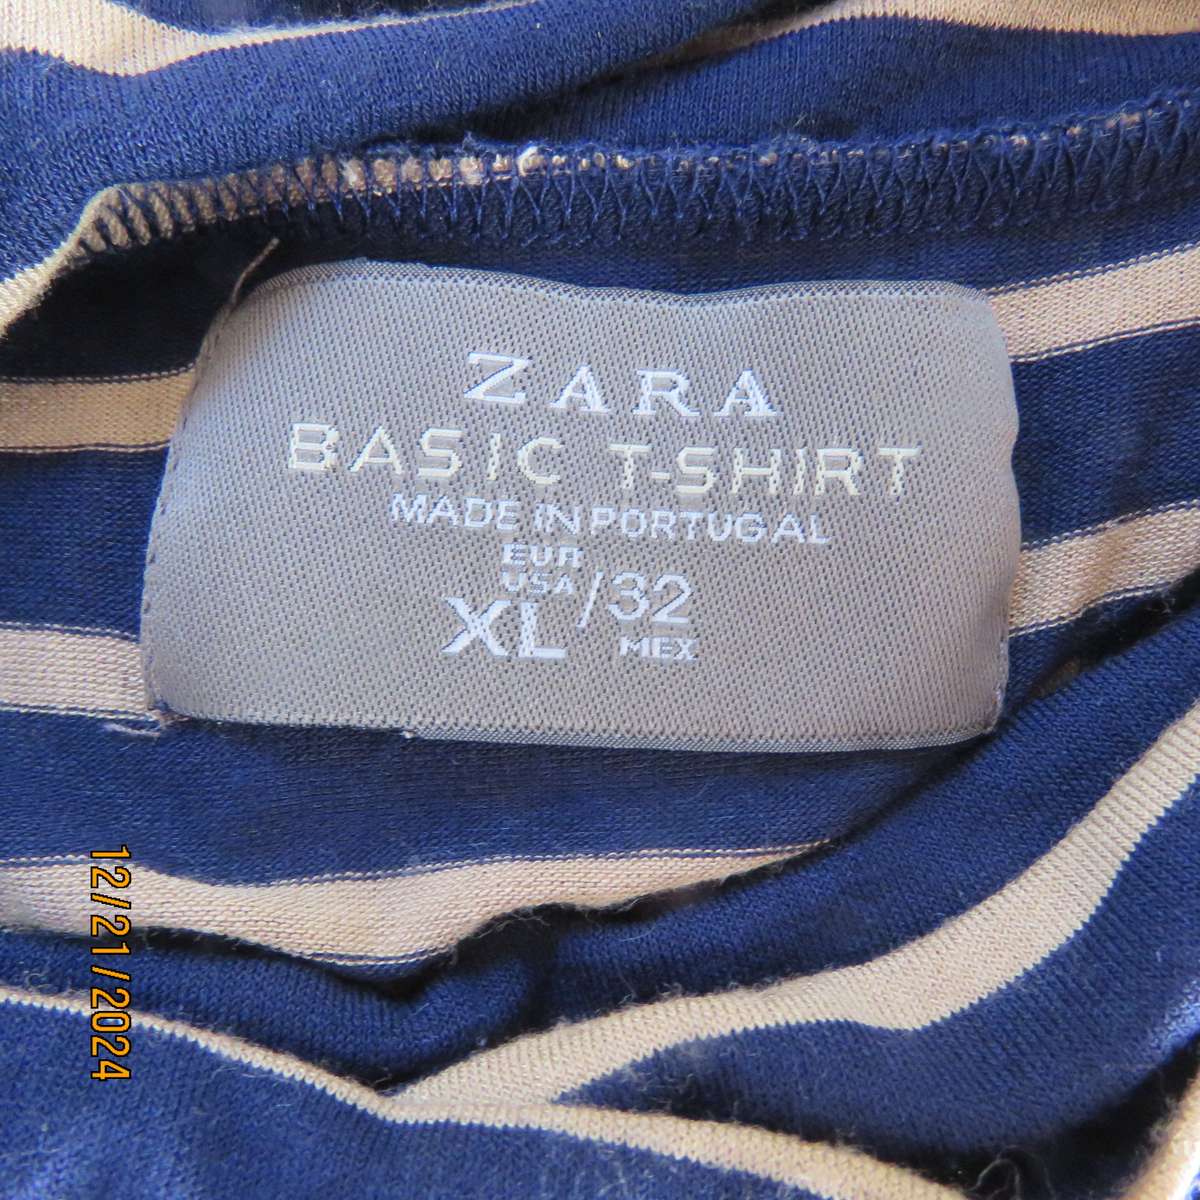 ZARA
BASIC T-SHIRT
MADE IN PORTUGAL
EUR
USA
XL /32
MEX
12/21/2024